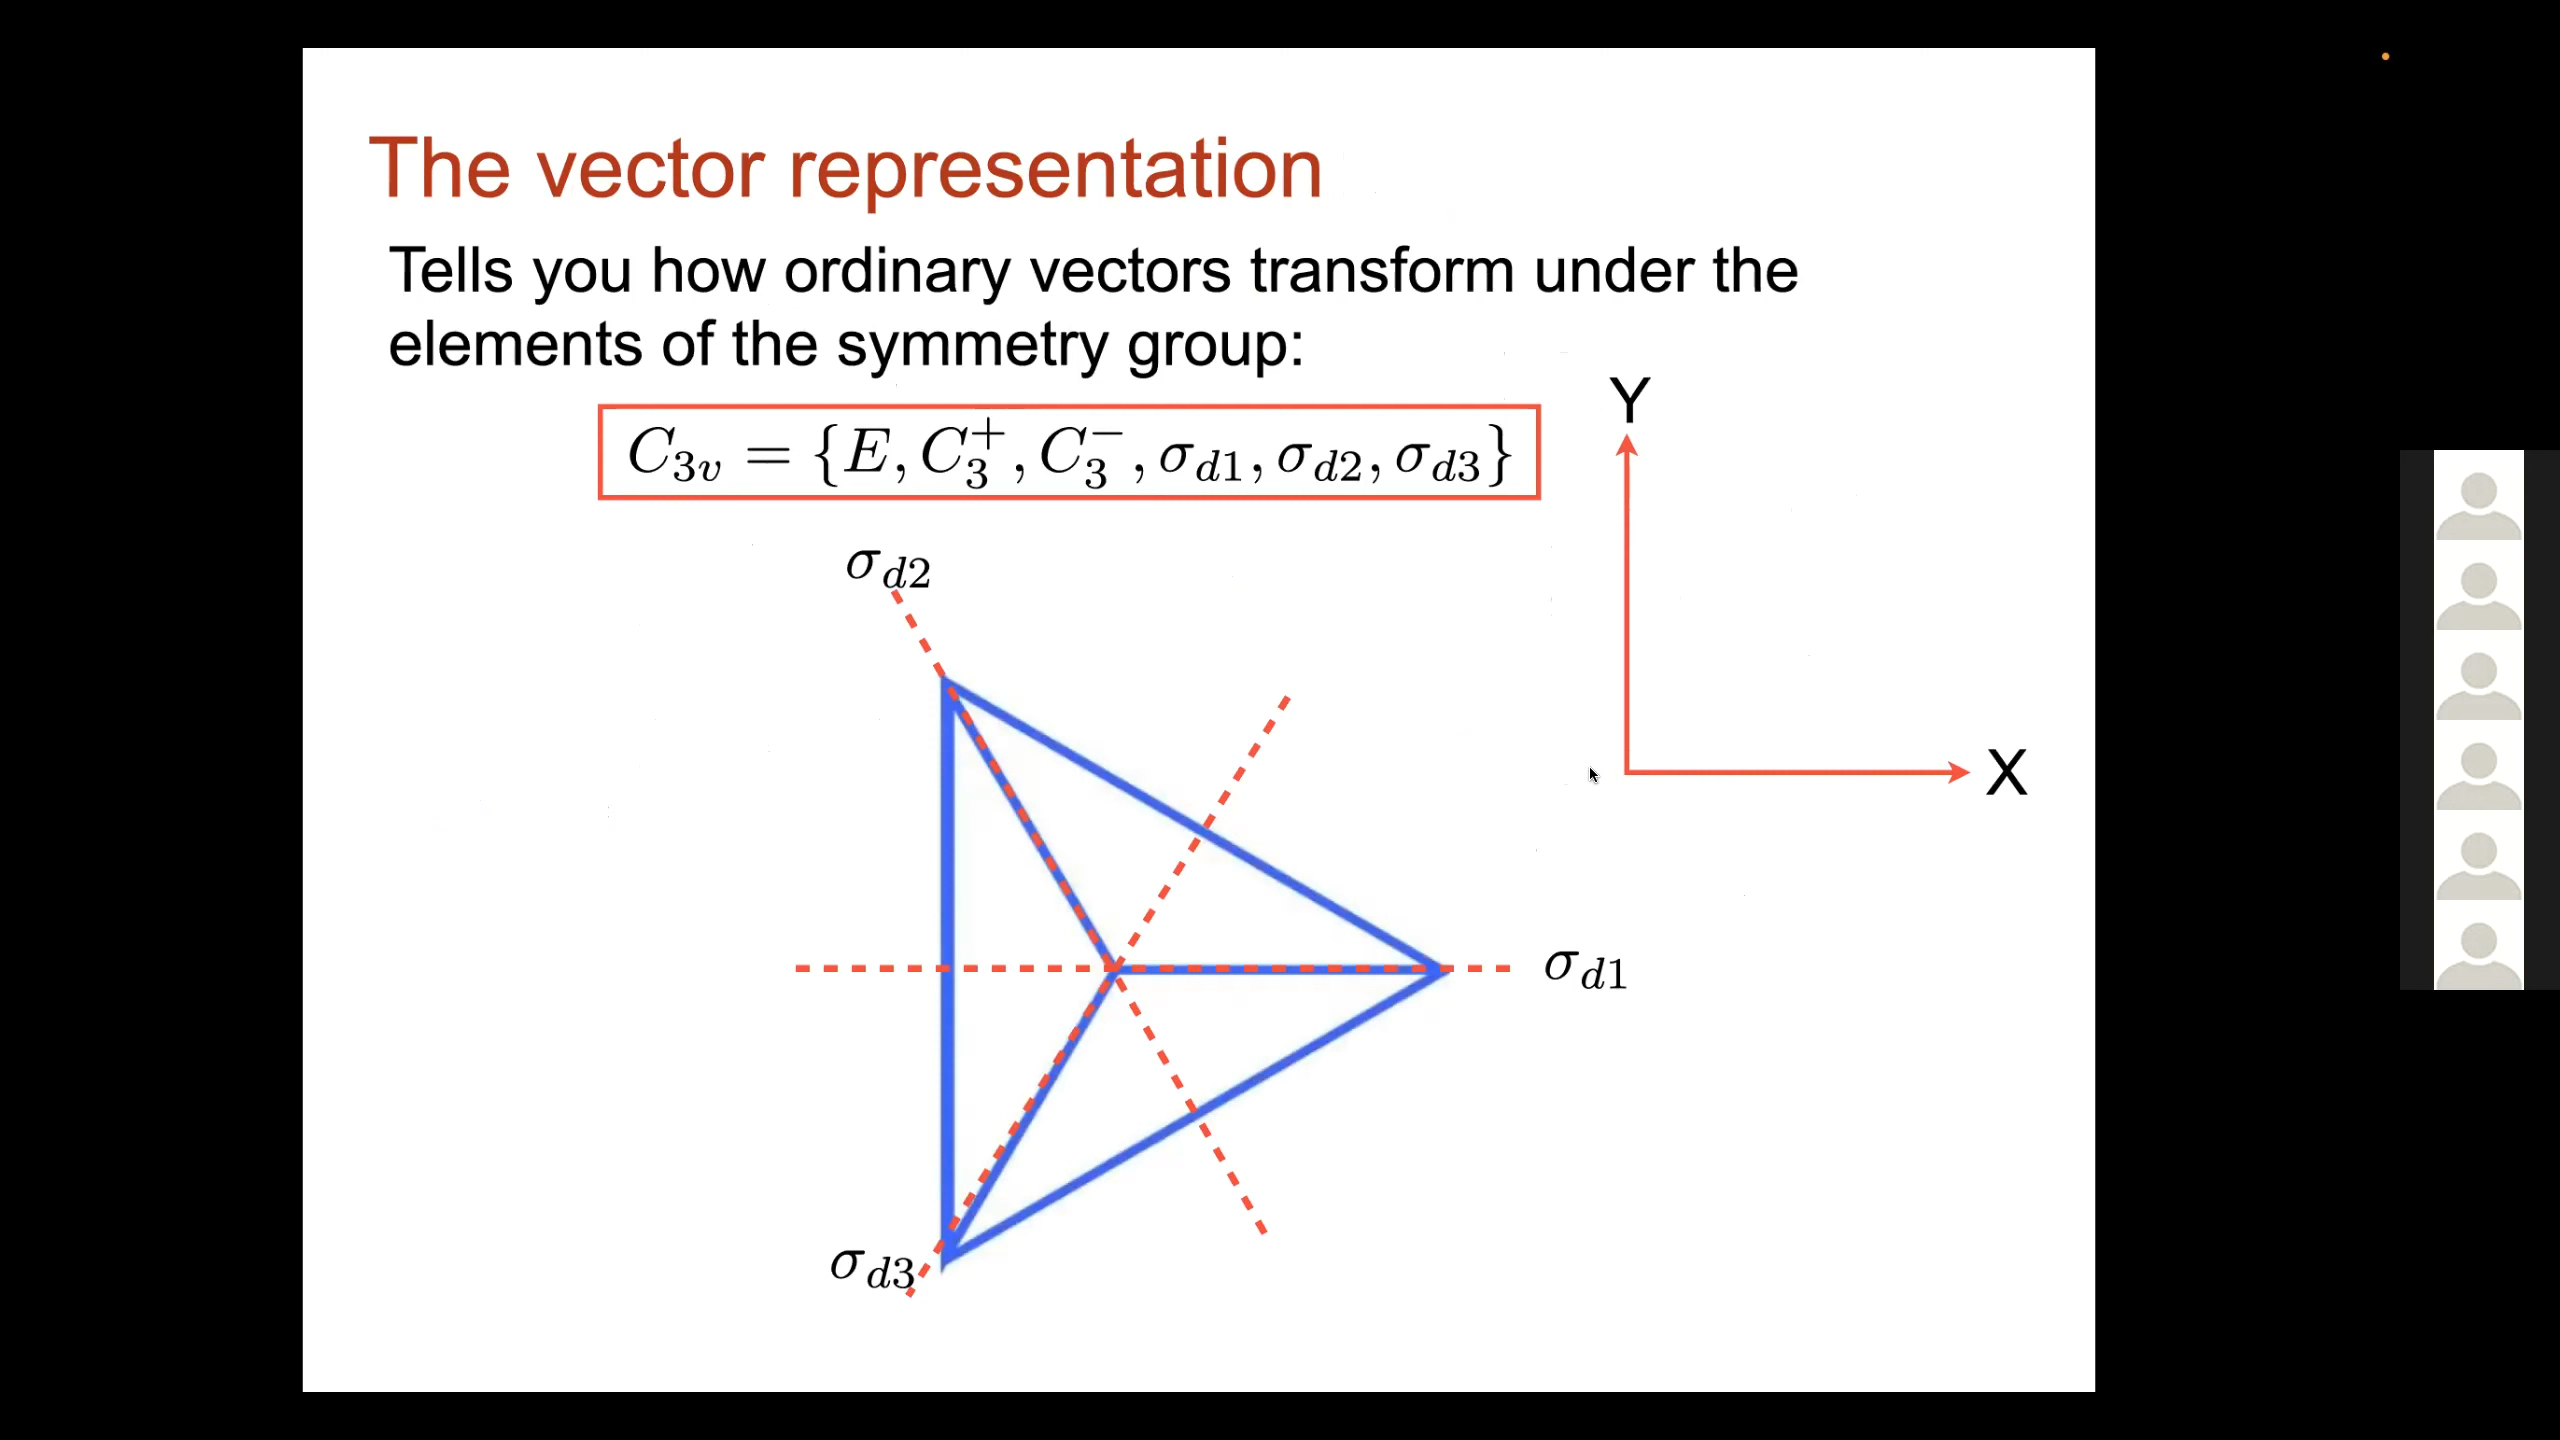 The vector representation
Tells you how ordinary vectors transform under the
elements of the symmetry group:
Y
$C_{3v} = \{E, C_3^+, C_3^-, \sigma_{d1}, \sigma_{d2}, \sigma_{d3}\}$
$\sigma_{d2}$
X
$\sigma_{d1}$
$\sigma_{d3}$